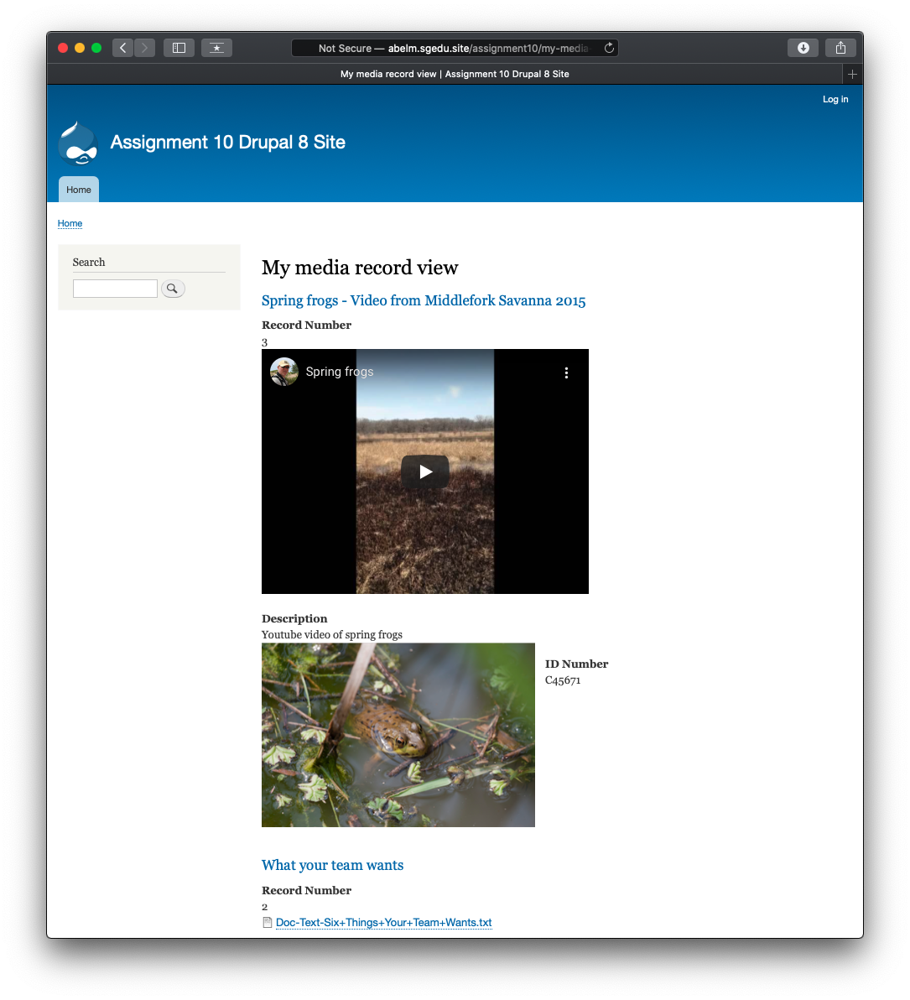 Not Secure — abelm.sgedu.site/assignment10/my-media-
My media record view | Assignment 10 Drupal 8 Site
Log in
Assignment 10 Drupal 8 Site
Home
Home
Search
My media record view
Spring frogs - Video from Middlefork Savanna 2015
Record Number
3
Spring frogs
Description
Youtube video of spring frogs
ID Number
C45671
What your team wants
Record Number
2
Doc-Text-Six+Things+Your+Team+Wants.txt